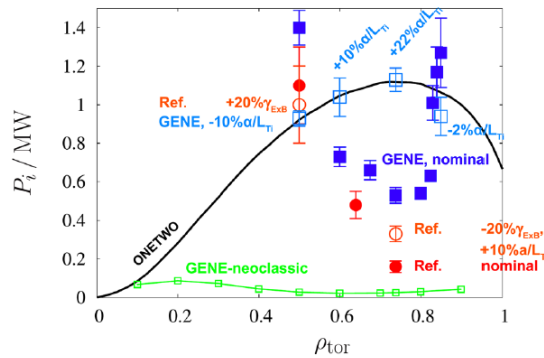 P_i / MW
1.4
1.2
1
0.8
0.6
0.4
0.2
0
+10%α/L_Ti
+22%α/L_Ti
Ref. +20%γ_ExB
GENE, -10%α/L_Ti
-2%α/L_Ti
GENE, nominal
ONETWO
Ref. -20%γ_ExB,
+10%a/L_T
Ref. nominal
GENE-neoclassic
0 0.2 0.4 0.6 0.8 1
ρ_tor